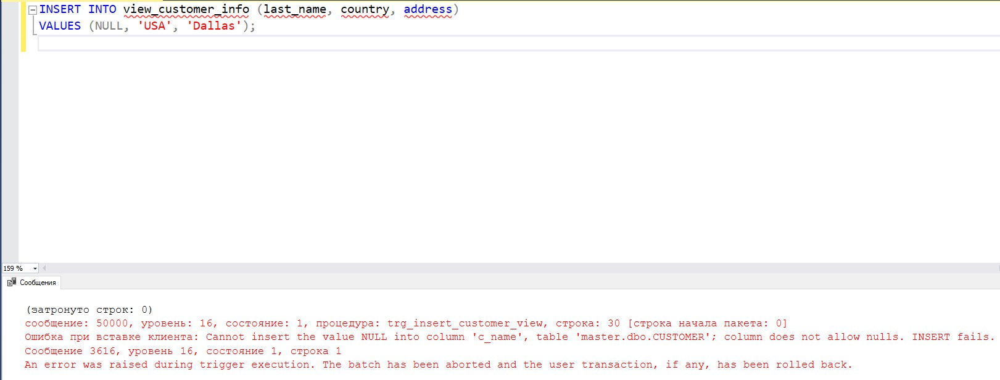 INSERT INTO view_customer_info (last_name, country, address)
VALUES (NULL, 'USA', 'Dallas');
159 %
Сообщения
(затронуто строк: 0)
сообщение: 50000, уровень: 16, состояние: 1, процедура: trg_insert_customer_view, строка: 30 [строка начала пакета: 0]
Ошибка при вставке клиента: Cannot insert the value NULL into column 'c_name', table 'master.dbo.CUSTOMER'; column does not allow nulls. INSERT fails.
Сообщение 3616, уровень 16, состояние 1, строка 1
An error was raised during trigger execution. The batch has been aborted and the user transaction, if any, has been rolled back.